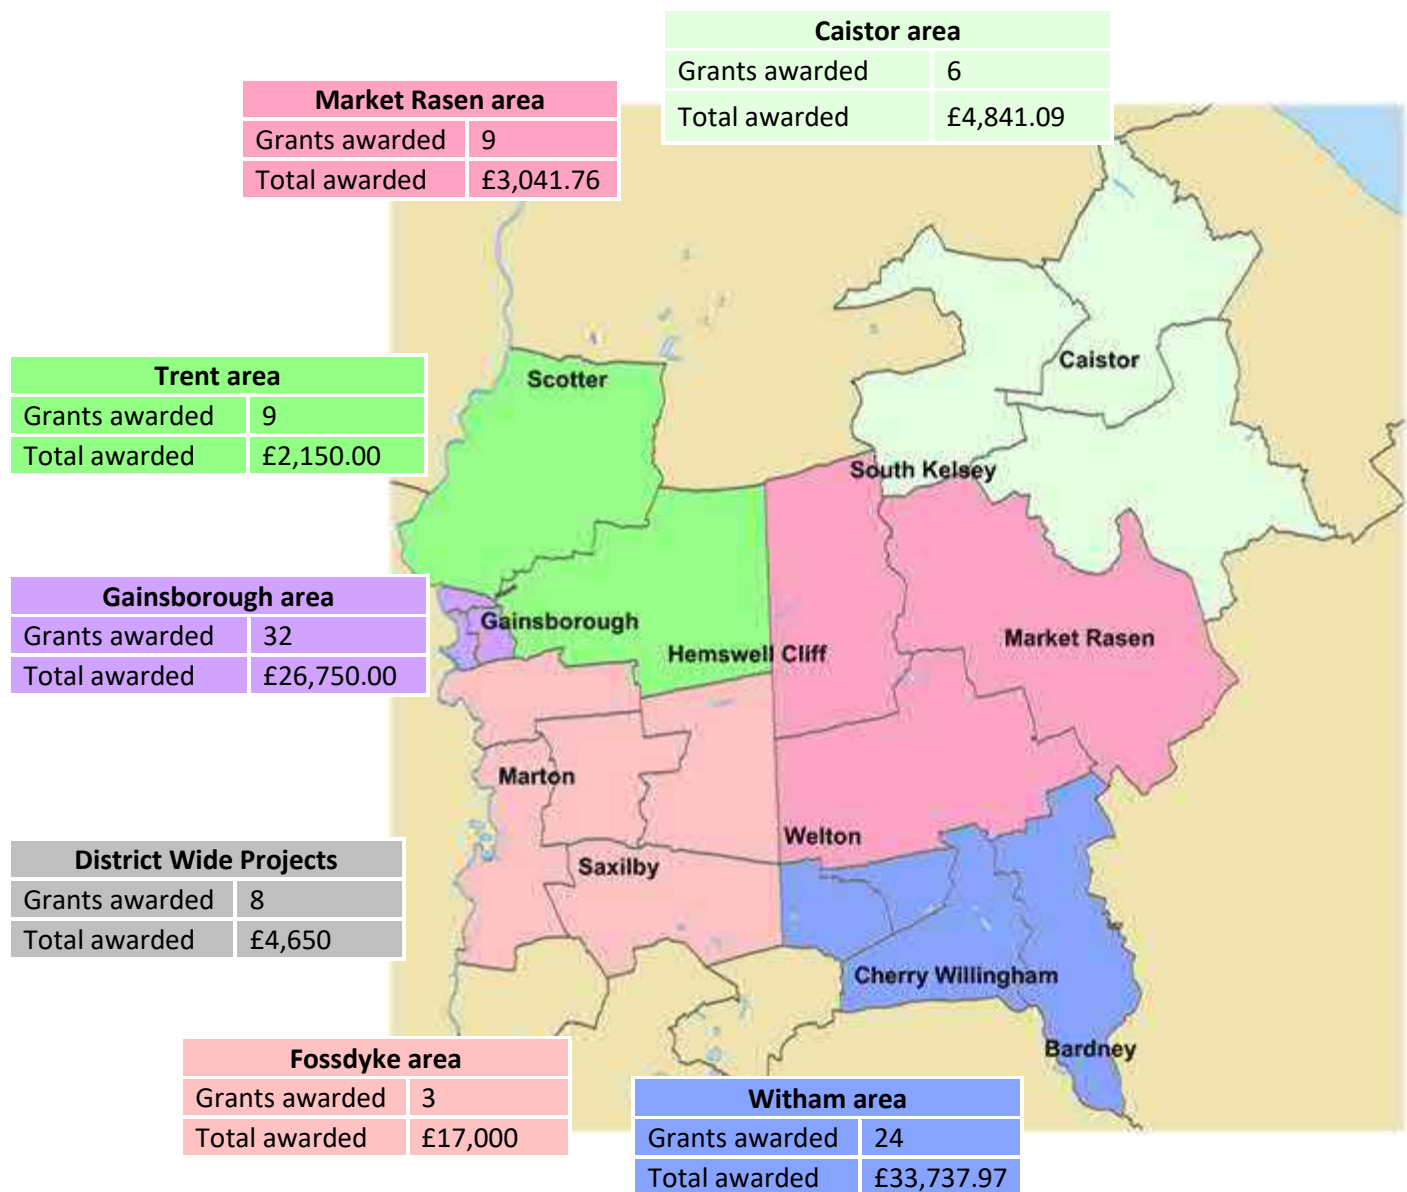 Caistor area
Grants awarded 6
Total awarded £4,841.09
Market Rasen area
Grants awarded 9
Total awarded £3,041.76
Trent area
Grants awarded 9
Total awarded £2,150.00
Scotter
Caistor
South Kelsey
Gainsborough area
Grants awarded 32
Total awarded £26,750.00
Gainsborough
Hemswell Cliff
Market Rasen
Marton
Welton
Saxilby
District Wide Projects
Grants awarded 8
Total awarded £4,650
Cherry Willingham
Bardney
Fossdyke area
Grants awarded 3
Total awarded £17,000
Witham area
Grants awarded 24
Total awarded £33,737.97